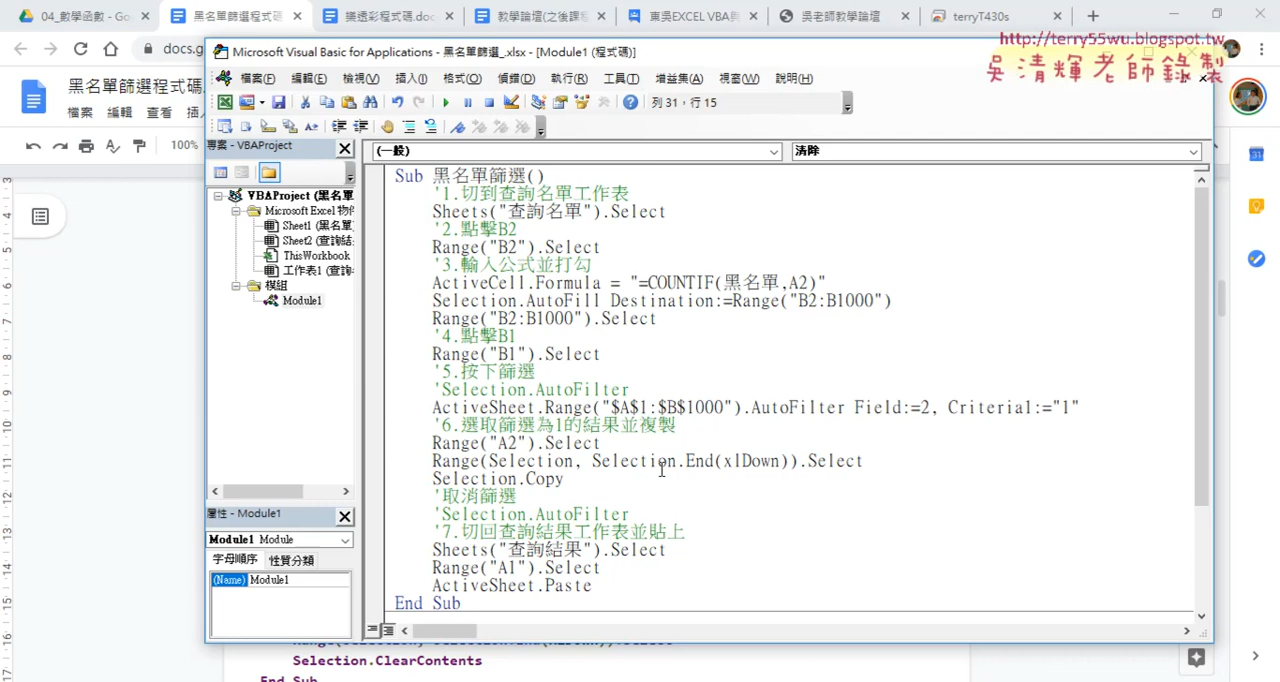 04_數學函數 - Go
黑名單篩選程式碼
樂透彩程式碼.doc
教學論壇(之後課程
東吳EXCEL VBA與
吳老師教學論壇
terryT430s
docs.g
http://terry55wu.blogspot.tw
吳清輝老師錄製
黑名單篩選程式碼.
檔案 編輯 查看 插
100%
Microsoft Visual Basic for Applications - 黑名單篩選_.xlsx - [Module1 (程式碼)]
檔案(F) 編輯(E) 檢視(V) 插入(I) 格式(O) 偵錯(D) 執行(R) 工具(T) 增益集(A) 視窗(W) 說明(H)
列 31，行 15
專案 - VBAProject
(一般)
清除
VBAProject (黑名單
Microsoft Excel 物件
Sheet1 (黑名單
Sheet2 (查詢結
ThisWorkbook
工作表1 (查詢
模組
Module1
屬性 - Module1
Module1 Module
字母順序 性質分類
(Name) Module1
Sub 黑名單篩選()
'1.切到查詢名單工作表
Sheets("查詢名單").Select
'2.點擊B2
Range("B2").Select
'3.輸入公式並打勾
ActiveCell.Formula = "=COUNTIF(黑名單,A2)"
Selection.AutoFill Destination:=Range("B2:B1000")
Range("B2:B1000").Select
'4.點擊B1
Range("B1").Select
'5.按下篩選
'Selection.AutoFilter
ActiveSheet.Range("$A$1:$B$1000").AutoFilter Field:=2, Criteria1:="1"
'6.選取篩選為1的結果並複製
Range("A2").Select
Range(Selection, Selection.End(xlDown)).Select
Selection.Copy
'取消篩選
'Selection.AutoFilter
'7.切回查詢結果工作表並貼上
Sheets("查詢結果").Select
Range("A1").Select
ActiveSheet.Paste
End Sub
Selection.ClearContents
End Sub